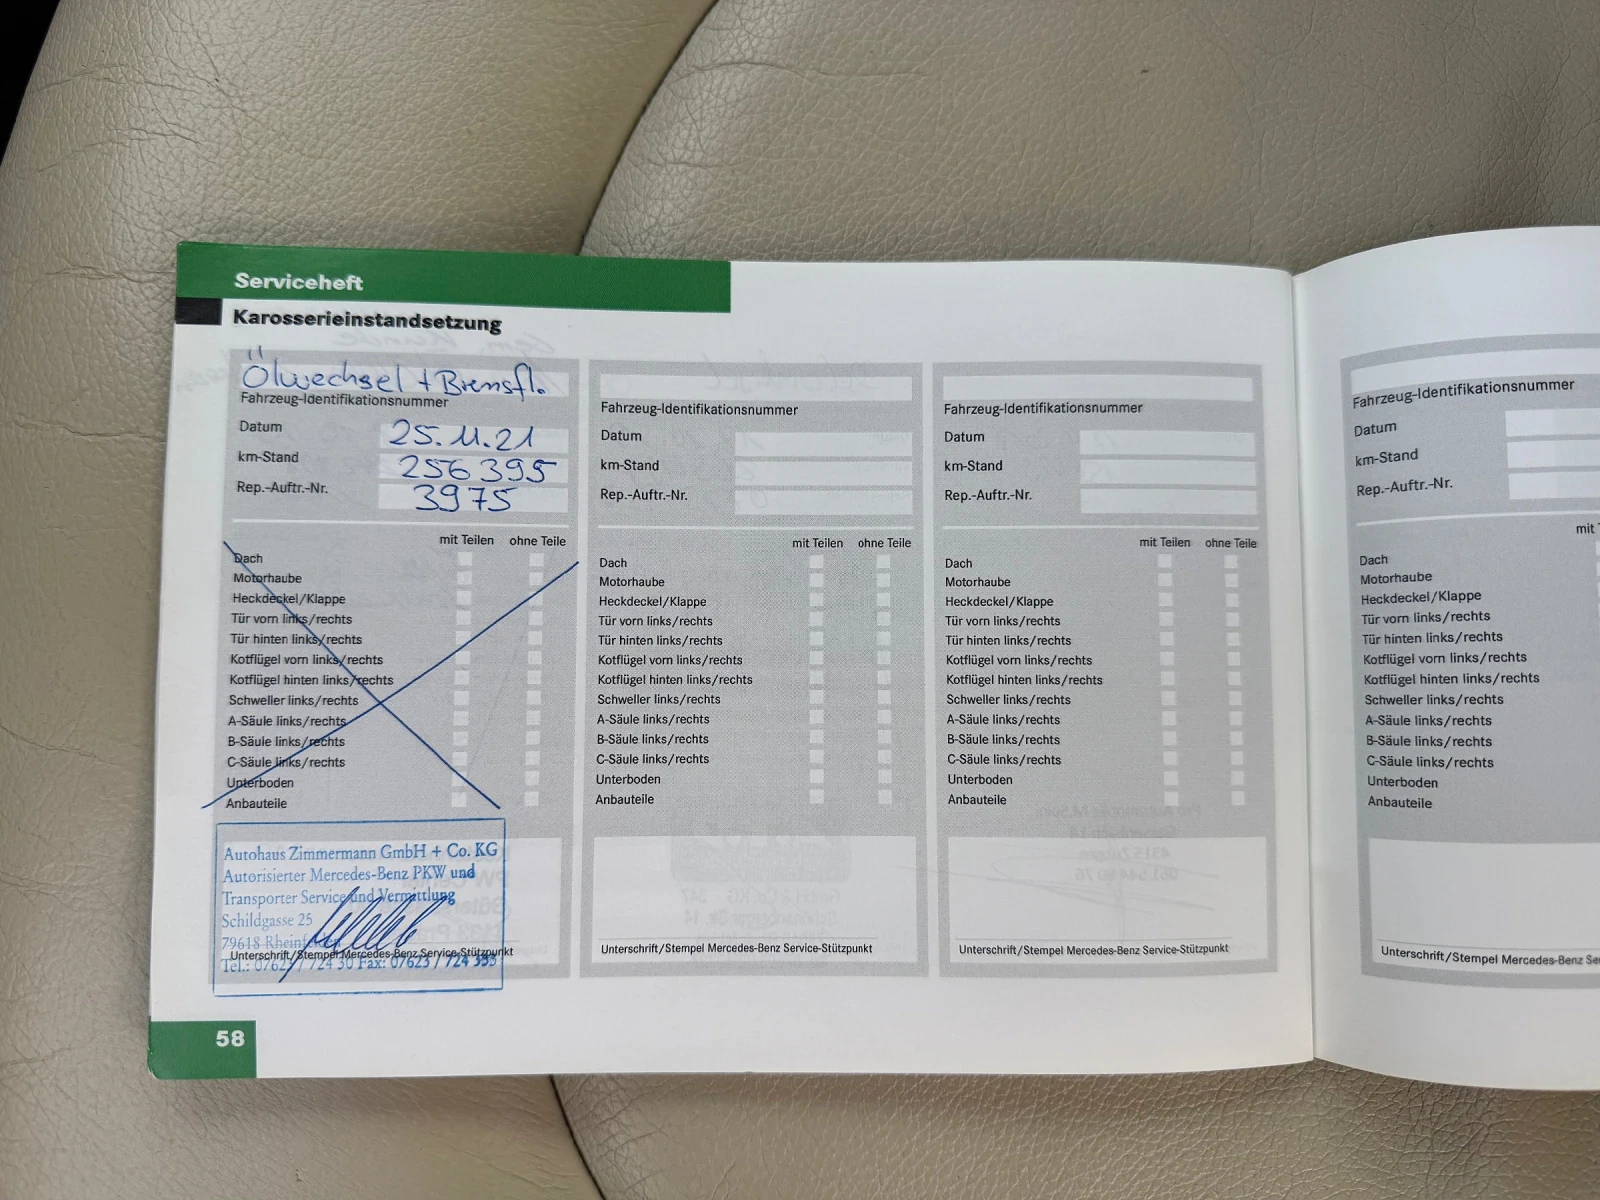 Serviceheft
Karosserieinstandsetzung
Ölwechsel + Bremsfl.
Fahrzeug-Identifikationsnummer
Datum 25.11.21
km-Stand 256395
Rep.-Auftr.-Nr. 3975
mit Teilen ohne Teile
Dach
Motorhaube
Heckdeckel/Klappe
Tür vorn links/rechts
Tür hinten links/rechts
Kotflügel vorn links/rechts
Kotflügel hinten links/rechts
Schweller links/rechts
A-Säule links/rechts
B-Säule links/rechts
C-Säule links/rechts
Unterboden
Anbauteile
Autohaus Zimmermann GmbH + Co. KG
Autorisierter Mercedes-Benz PKW und
Transporter Service und Vermittlung
Schildgasse 25
79618 Rheinfelden
Unterschrift/Stempel Mercedes-Benz Service-Stützpunkt
Tel.: 07623 / 724 30 Fax: 07623 / 724 333
Fahrzeug-Identifikationsnummer
Datum
km-Stand
Rep.-Auftr.-Nr.
mit Teilen ohne Teile
Dach
Motorhaube
Heckdeckel/Klappe
Tür vorn links/rechts
Tür hinten links/rechts
Kotflügel vorn links/rechts
Kotflügel hinten links/rechts
Schweller links/rechts
A-Säule links/rechts
B-Säule links/rechts
C-Säule links/rechts
Unterboden
Anbauteile
Unterschrift/Stempel Mercedes-Benz Service-Stützpunkt
Fahrzeug-Identifikationsnummer
Datum
km-Stand
Rep.-Auftr.-Nr.
mit Teilen ohne Teile
Dach
Motorhaube
Heckdeckel/Klappe
Tür vorn links/rechts
Tür hinten links/rechts
Kotflügel vorn links/rechts
Kotflügel hinten links/rechts
Schweller links/rechts
A-Säule links/rechts
B-Säule links/rechts
C-Säule links/rechts
Unterboden
Anbauteile
Unterschrift/Stempel Mercedes-Benz Service-Stützpunkt
58
Fahrzeug-Identifikationsnummer
Datum
km-Stand
Rep.-Auftr.-Nr.
mit
Dach
Motorhaube
Heckdeckel/Klappe
Tür vorn links/rechts
Tür hinten links/rechts
Kotflügel vorn links/rechts
Kotflügel hinten links/rechts
Schweller links/rechts
A-Säule links/rechts
B-Säule links/rechts
C-Säule links/rechts
Unterboden
Anbauteile
Unterschrift/Stempel Mercedes-Benz Se